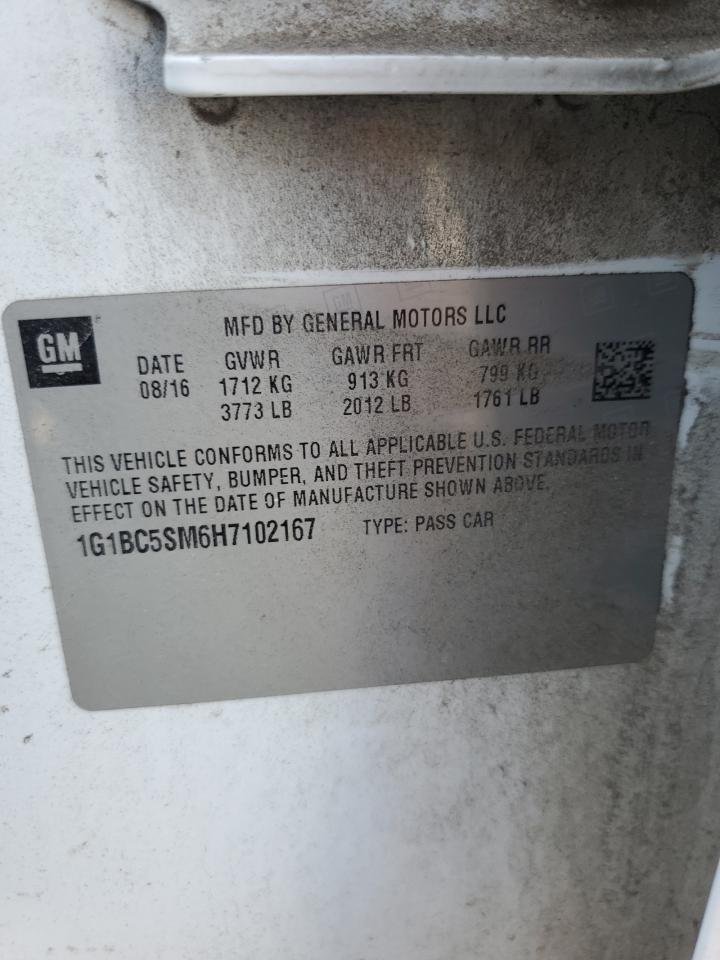 GM
MFD BY GENERAL MOTORS LLC
DATE GVWR GAWR FRT GAWR RR
08/16 1712 KG 913 KG 799 KG
3773 LB 2012 LB 1761 LB
THIS VEHICLE CONFORMS TO ALL APPLICABLE U.S. FEDERAL MOTOR
VEHICLE SAFETY, BUMPER, AND THEFT PREVENTION STANDARDS IN
EFFECT ON THE DATE OF MANUFACTURE SHOWN ABOVE.
1G1BC5SM6H7102167 TYPE: PASS CAR